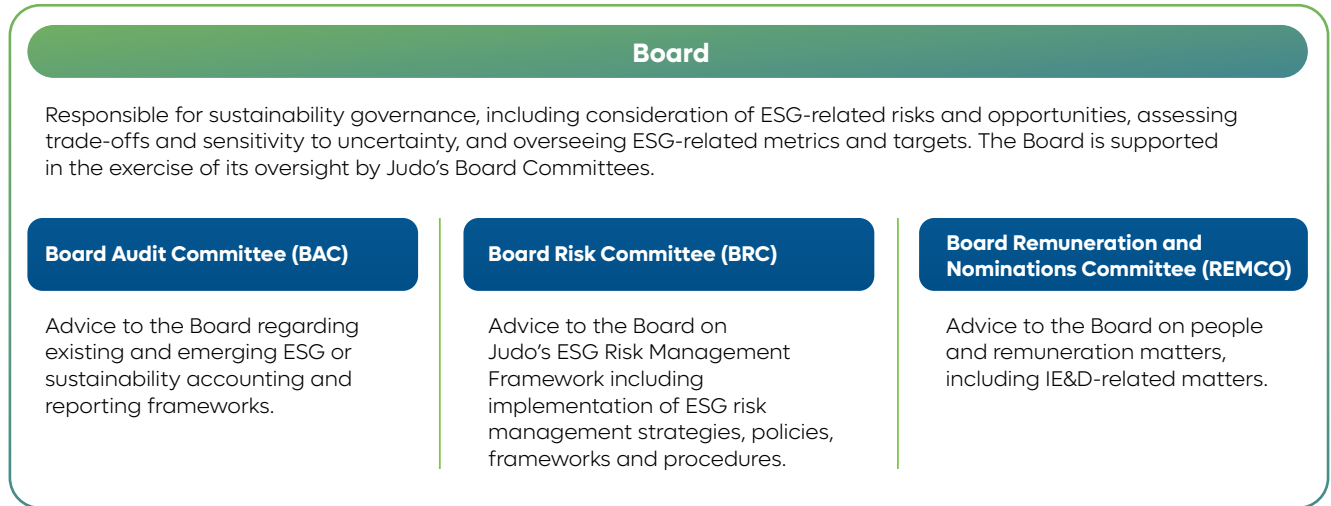 Board
Responsible for sustainability governance, including consideration of ESG-related risks and opportunities, assessing
trade-offs and sensitivity to uncertainty, and overseeing ESG-related metrics and targets. The Board is supported
in the exercise of its oversight by Judo’s Board Committees.
Board Audit Committee (BAC)
Advice to the Board regarding
existing and emerging ESG or
sustainability accounting and
reporting frameworks.
Board Risk Committee (BRC)
Advice to the Board on
Judo’s ESG Risk Management
Framework including
implementation of ESG risk
management strategies, policies,
frameworks and procedures.
Board Remuneration and
Nominations Committee (REMCO)
Advice to the Board on people
and remuneration matters,
including IE&D-related matters.